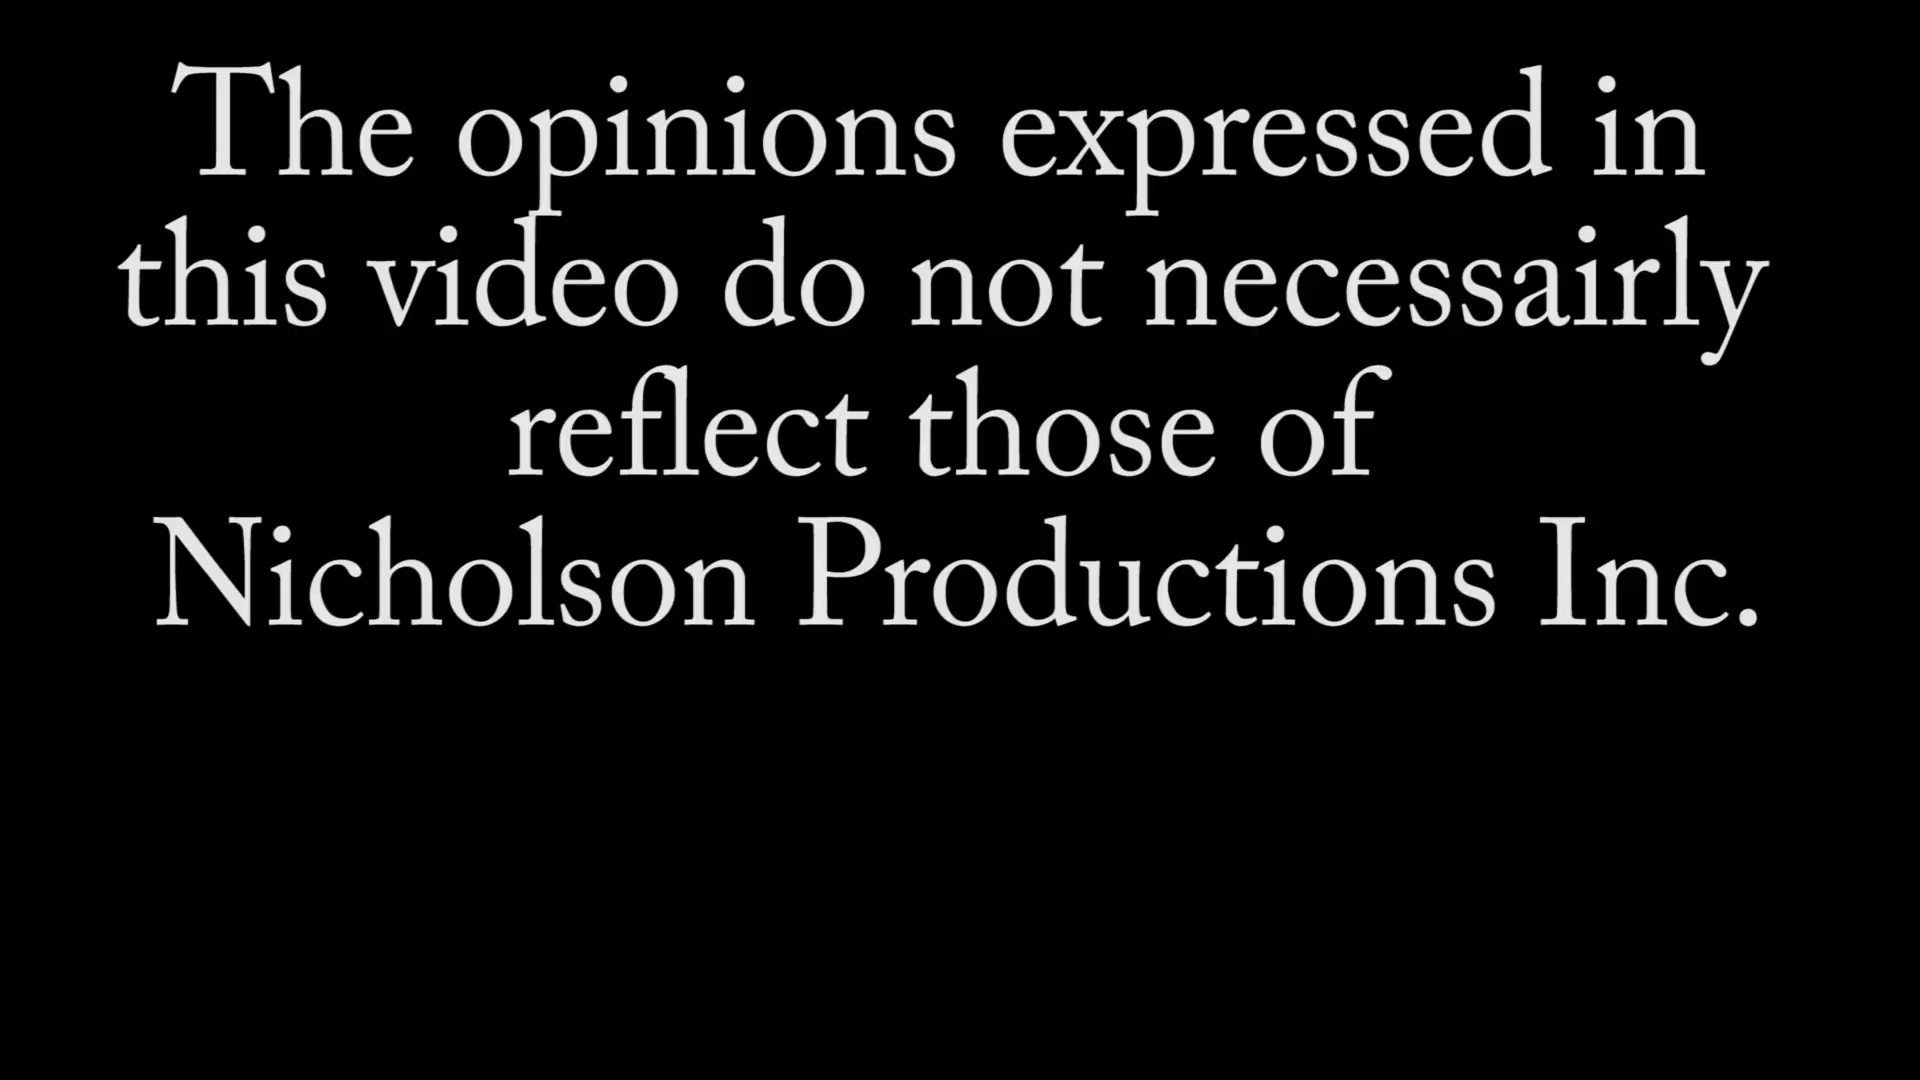 The opinions expressed in
this video do not necessairly
reflect those of
Nicholson Productions Inc.